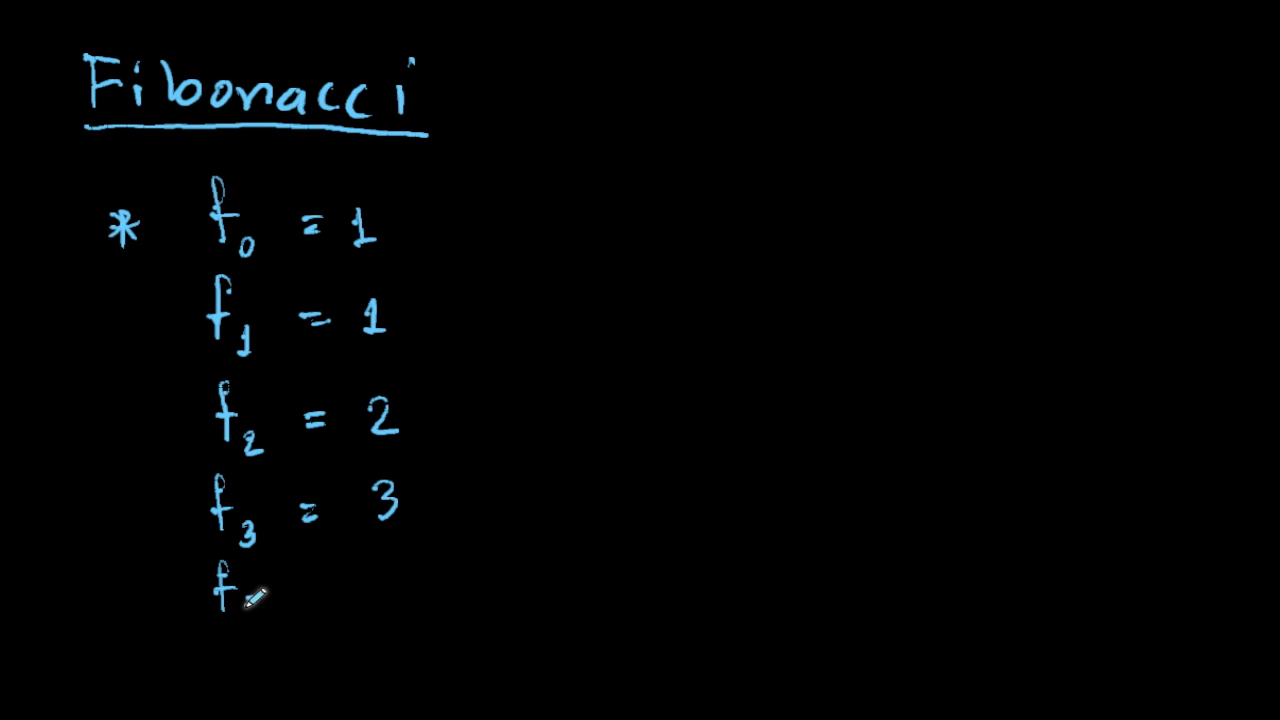 Fibonacci
* f₀ = 1
f₁ = 1
f₂ = 2
f₃ = 3
f